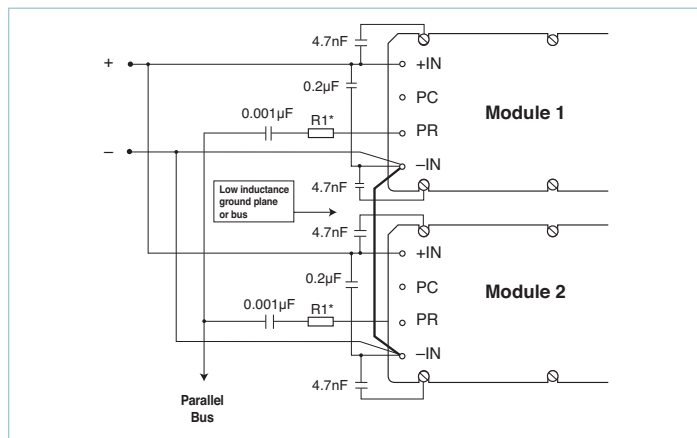 4.7nF
+
+IN
0.2µF
PC
Module 1
0.001µF
R1*
PR
–
–IN
4.7nF
Low inductance
ground plane
or bus
4.7nF
+IN
0.2µF
PC
Module 2
0.001µF
R1*
PR
–IN
4.7nF
Parallel
Bus